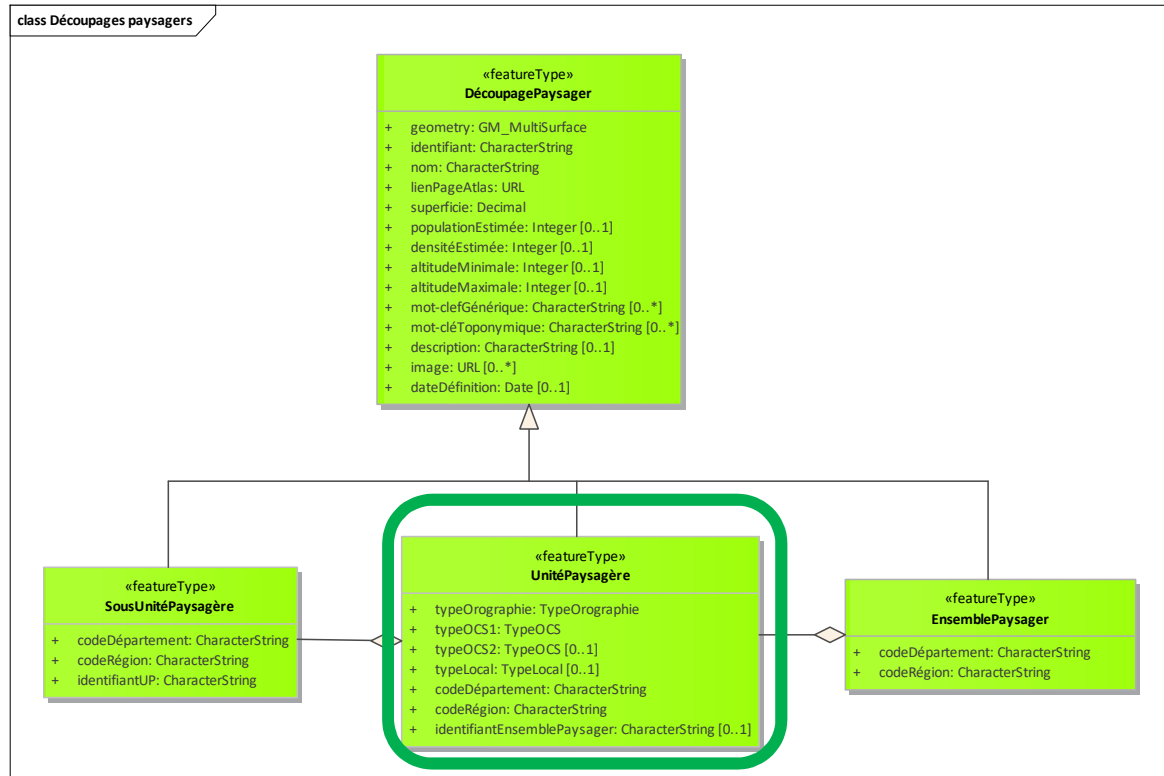 class Découpages paysagers
«featureType»
DécoupagePaysager
+ geometry: GM_MultiSurface
+ identifiant: CharacterString
+ nom: CharacterString
+ lienPageAtlas: URL
+ superficie: Decimal
+ populationEstimée: Integer [0..1]
+ densitéEstimée: Integer [0..1]
+ altitudeMinimale: Integer [0..1]
+ altitudeMaximale: Integer [0..1]
+ mot-clefGénérique: CharacterString [0..*]
+ mot-cléToponymique: CharacterString [0..*]
+ description: CharacterString [0..1]
+ image: URL [0..*]
+ dateDéfinition: Date [0..1]
«featureType»
SousUnitéPaysagère
+ codeDépartement: CharacterString
+ codeRégion: CharacterString
+ identifiantUP: CharacterString
«featureType»
UnitéPaysagère
+ typeOrographie: TypeOrographie
+ typeOCS1: TypeOCS
+ typeOCS2: TypeOCS [0..1]
+ typeLocal: TypeLocal [0..1]
+ codeDépartement: CharacterString
+ codeRégion: CharacterString
+ identifiantEnsemblePaysager: CharacterString [0..1]
«featureType»
EnsemblePaysager
+ codeDépartement: CharacterString
+ codeRégion: CharacterString